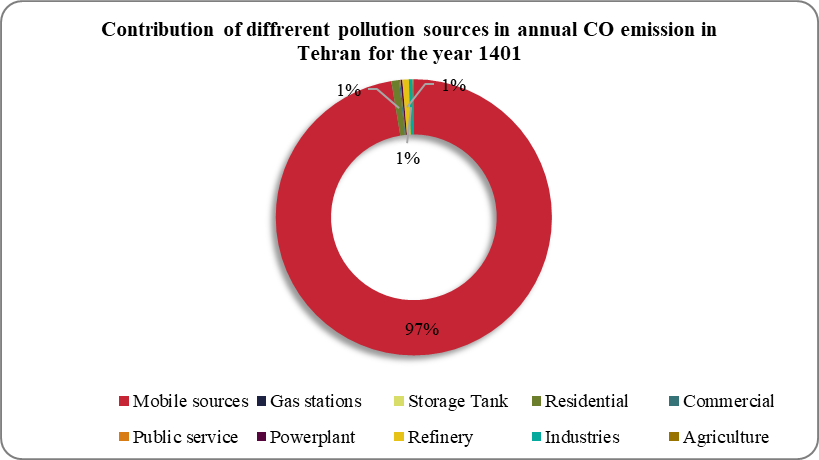 Contribution of diffrerent pollution sources in annual CO emission in
Tehran for the year 1401
1%
1%
1%
97%
Mobile sources Gas stations Storage Tank Residential Commercial
Public service Powerplant Refinery Industries Agriculture